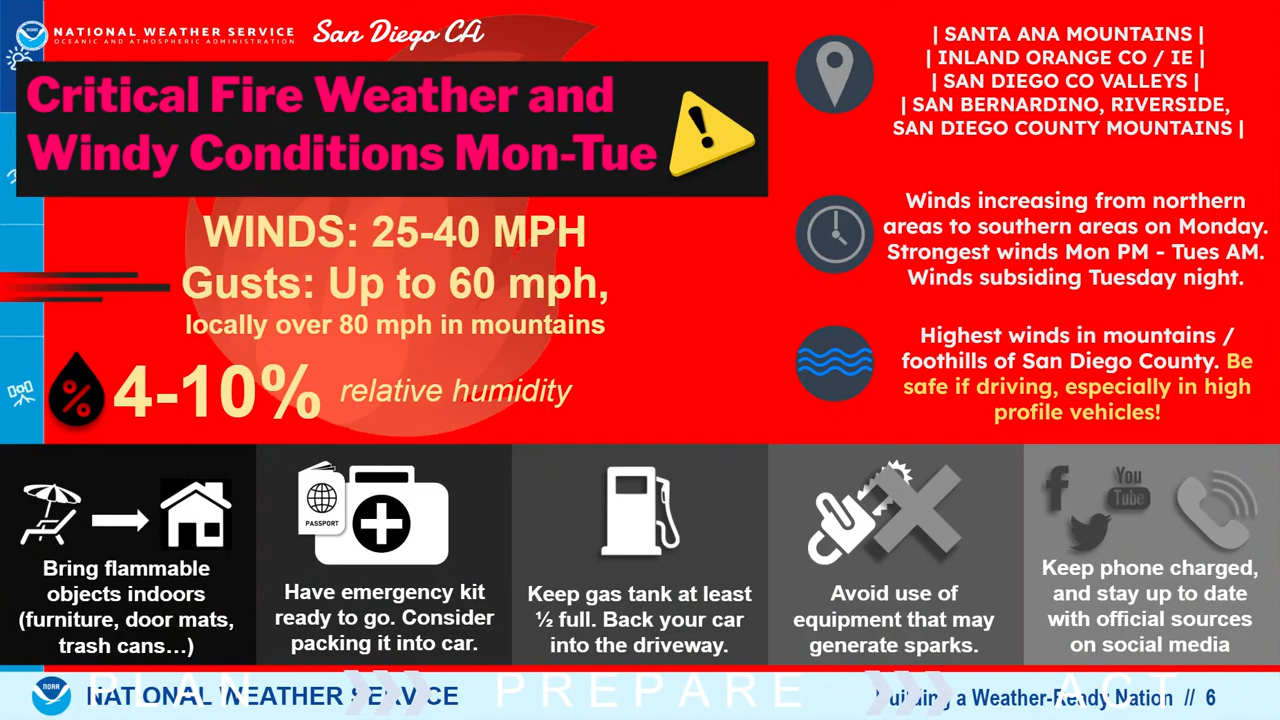 NATIONAL WEATHER SERVICE
OCEANIC AND ATMOSPHERIC ADMINISTRATION
San Diego CA
Critical Fire Weather and
Windy Conditions Mon-Tue
WINDS: 25-40 MPH
Gusts: Up to 60 mph,
locally over 80 mph in mountains
%
4-10% relative humidity
| SANTA ANA MOUNTAINS |
| INLAND ORANGE CO / IE |
| SAN DIEGO CO VALLEYS |
| SAN BERNARDINO, RIVERSIDE,
SAN DIEGO COUNTY MOUNTAINS |
Winds increasing from northern
areas to southern areas on Monday.
Strongest winds Mon PM - Tues AM.
Winds subsiding Tuesday night.
Highest winds in mountains /
foothills of San Diego County. Be
safe if driving, especially in high
profile vehicles!
Bring flammable
objects indoors
(furniture, door mats,
trash cans...)
PASSPORT
Have emergency kit
ready to go. Consider
packing it into car.
Keep gas tank at least
½ full. Back your car
into the driveway.
Avoid use of
equipment that may
generate sparks.
You
Tube
Keep phone charged,
and stay up to date
with official sources
on social media
PLAN PREPARE ACT
NOAA
NATIONAL WEATHER SERVICE
Building a Weather-Ready Nation // 6